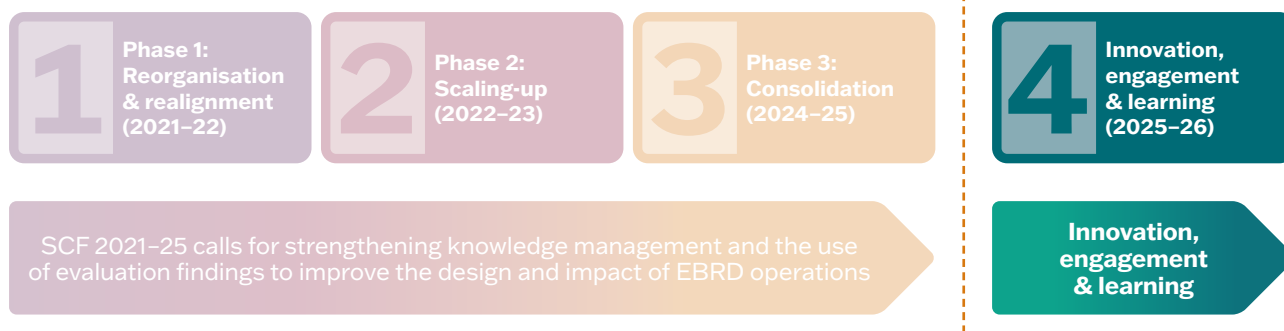 1
Phase 1:
Reorganisation
& realignment
(2021–22)
2
Phase 2:
Scaling-up
(2022–23)
3
Phase 3:
Consolidation
(2024–25)
4
Innovation,
engagement
& learning
(2025–26)
SCF 2021–25 calls for strengthening knowledge management and the use
of evaluation findings to improve the design and impact of EBRD operations
Innovation,
engagement
& learning